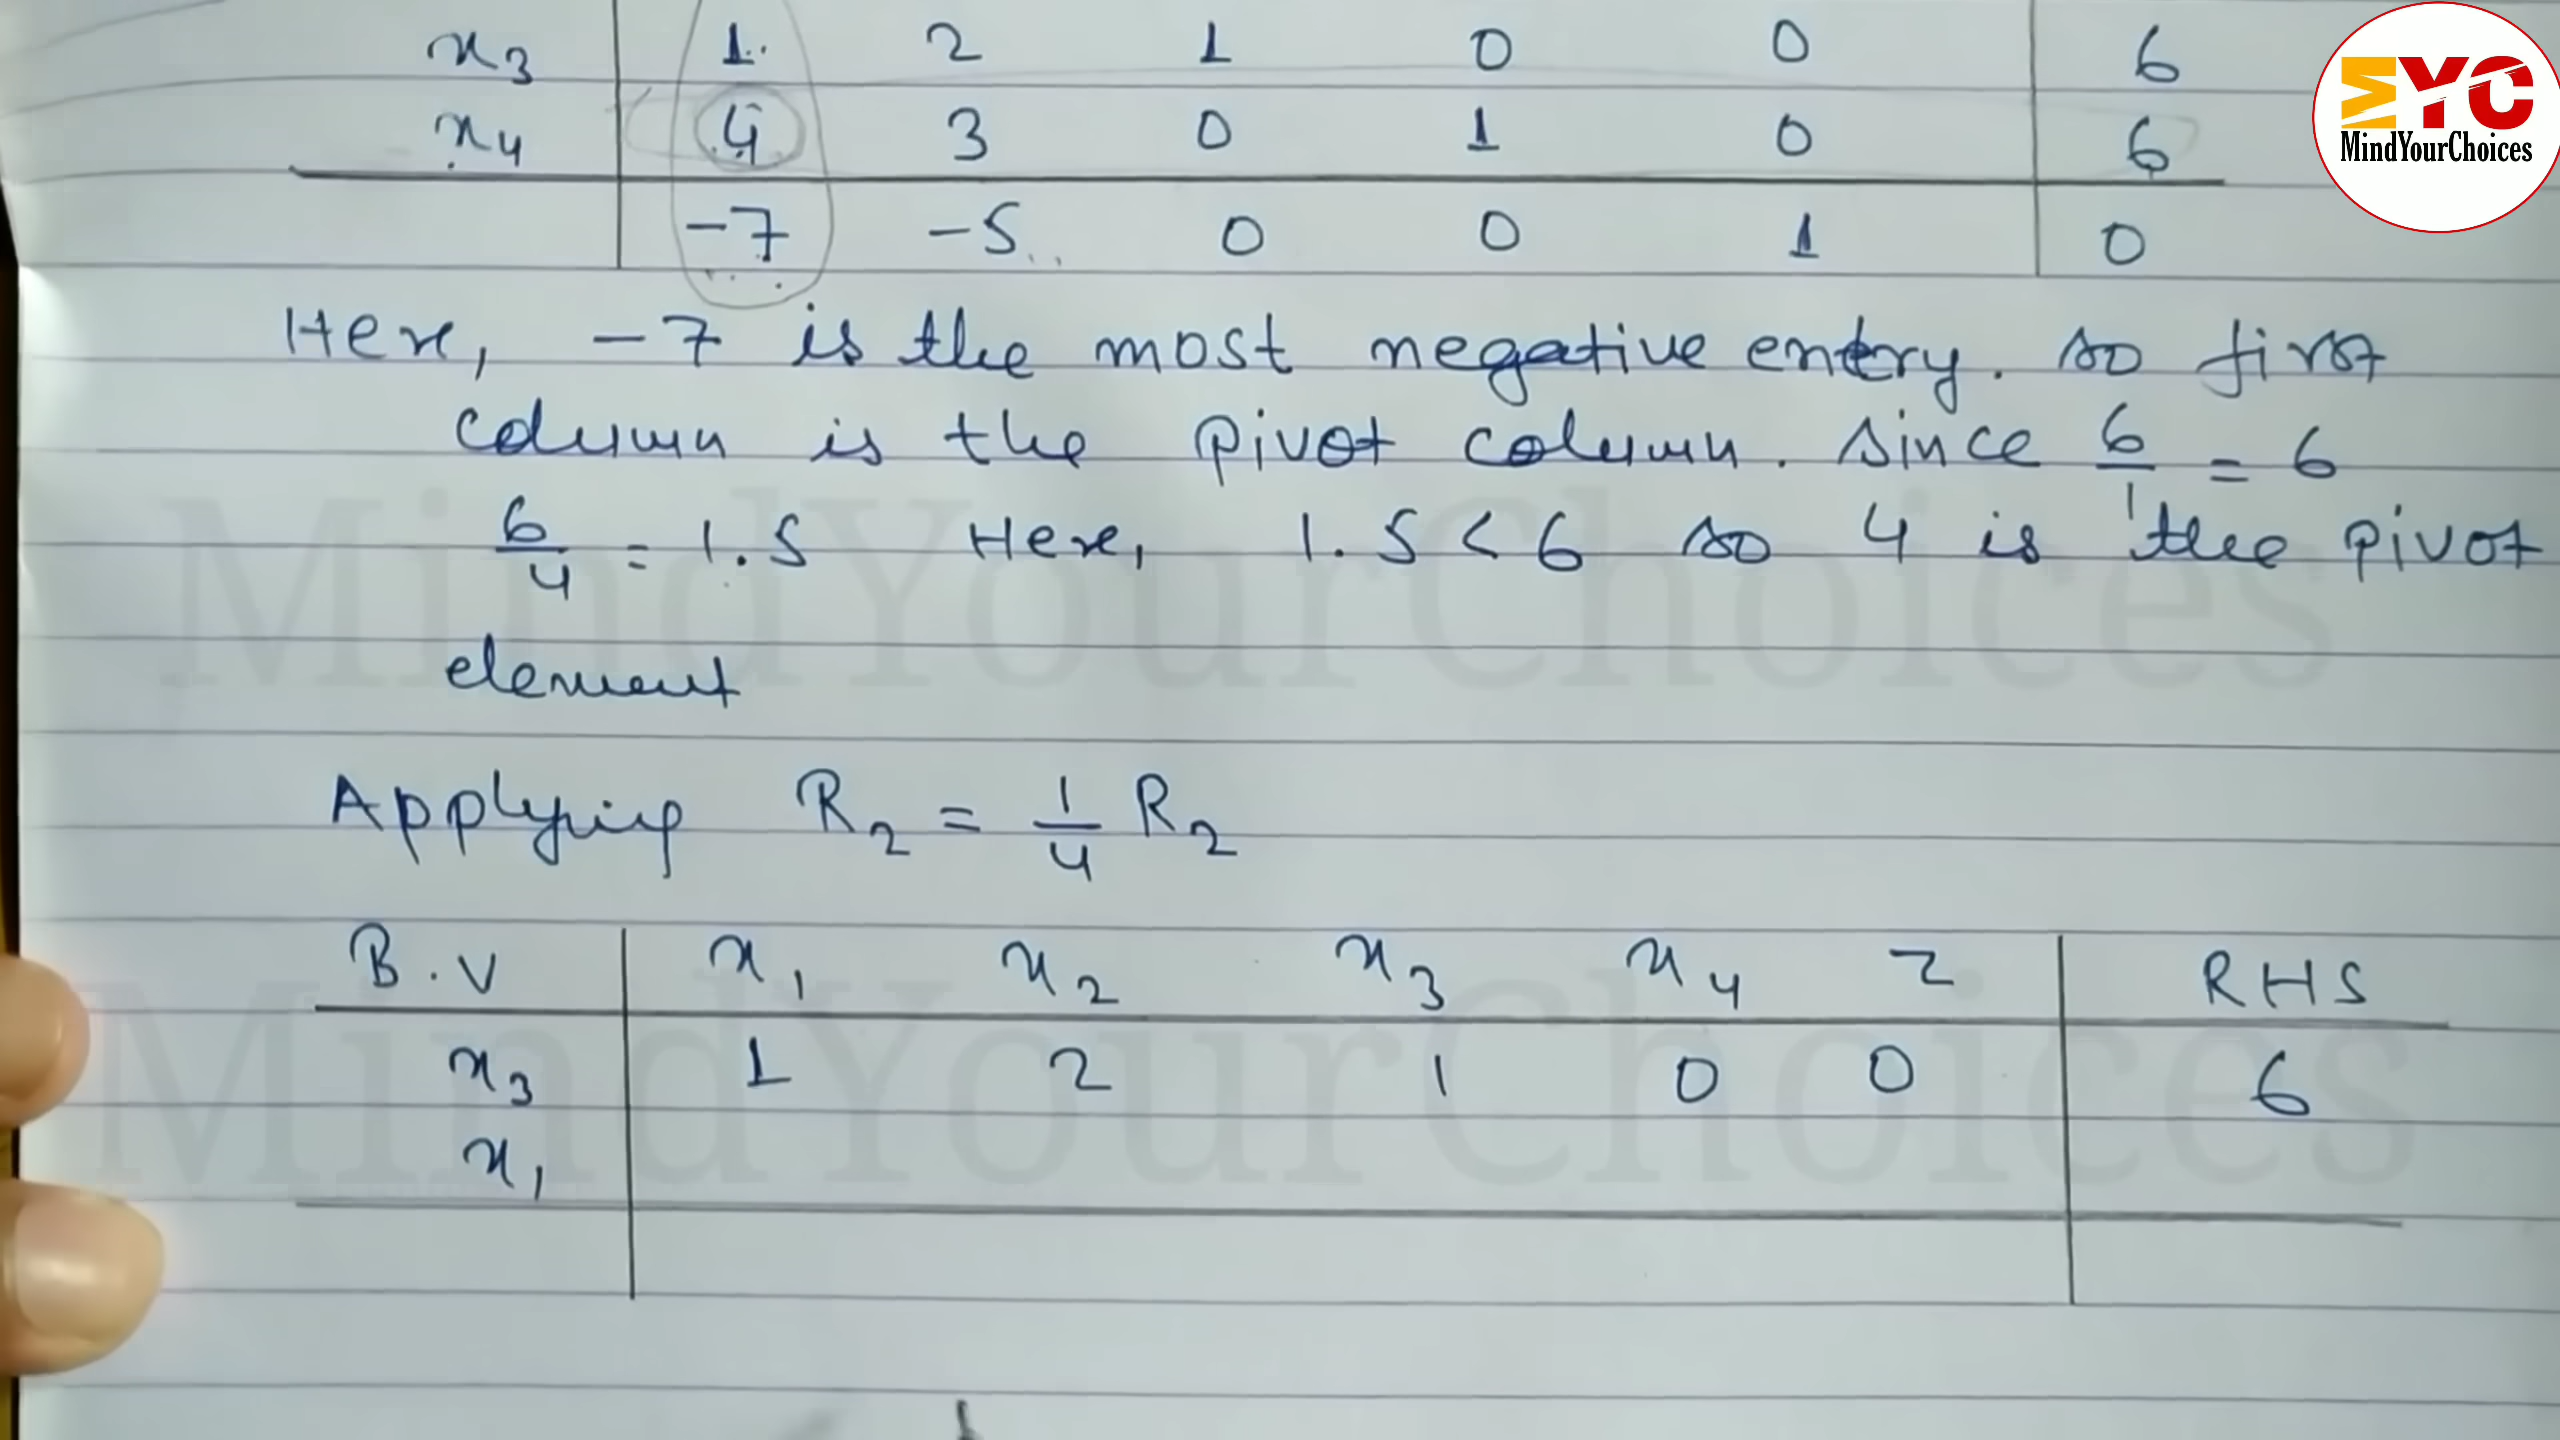 x3 1 2 1 0 0 6
x4 4 3 0 1 0 6
-7 -5 0 0 1 0
MYC
MindYourChoices
Here, -7 is the most negative entry. so first
column is the pivot column. since 6/1 = 6
6/4 = 1.5 Here, 1.5 < 6 so 4 is the pivot
element
Applying R2 = 1/4 R2
B.V x1 x2 x3 x4 z RHS
x3 1 2 1 0 0 6
x1
MindYourChoices
MindYourChoices